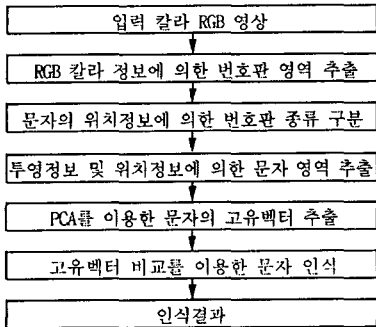 입력 칼라 RGB 영상
RGB 칼라 정보에 의한 번호판 영역 추출
문자의 위치정보에 의한 번호판 종류 구분
투영정보 및 위치정보에 의한 문자 영역 추출
PCA를 이용한 문자의 고유벡터 추출
고유벡터 비교를 이용한 문자 인식
인식결과